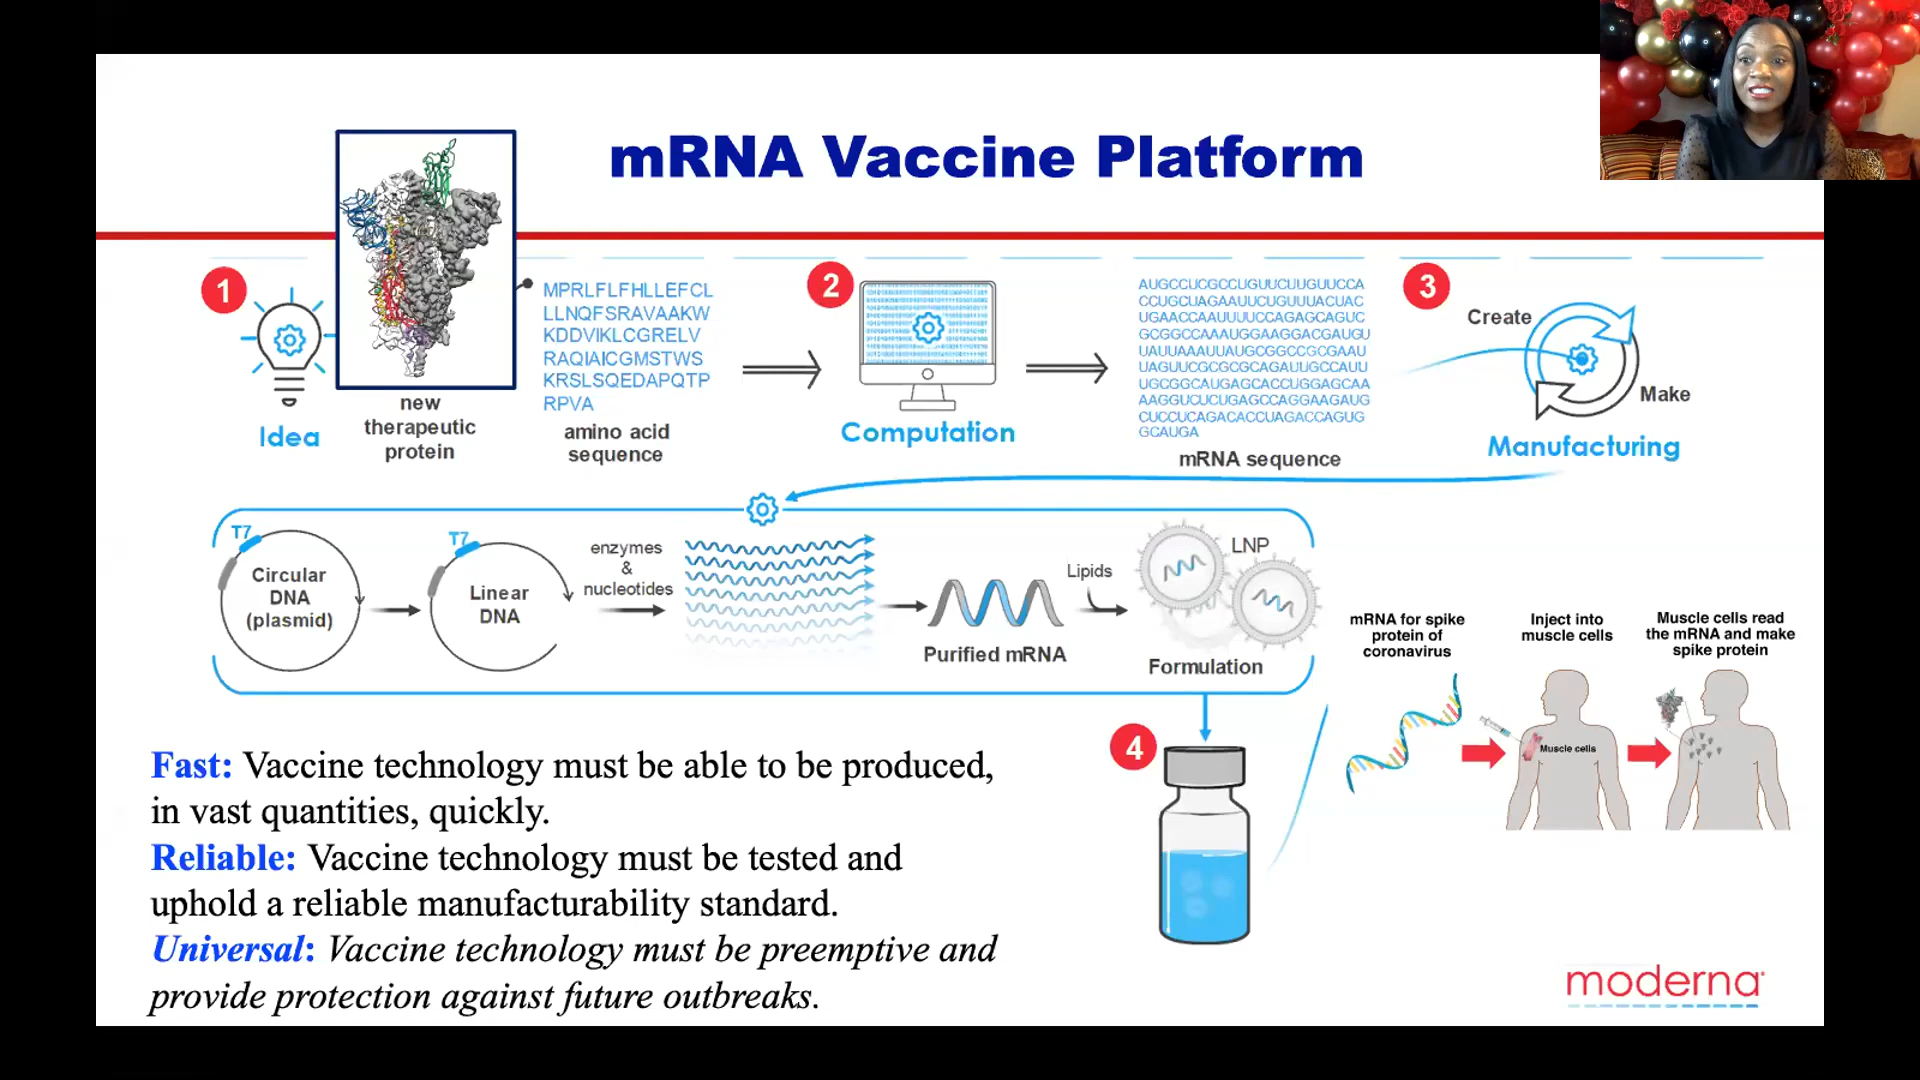 mRNA Vaccine Platform
1
Idea
new
therapeutic
protein
MPRLFLFHLLEFCL
LLNQFSRAVAAKW
KDDVIKLCGRELV
RAQIAICGMSTWS
KRSLSQEDAPQTP
RPVA
amino acid
sequence
2
Computation
AUGCCUCGCCUGUUCUUGUUCCA
CCUGCUAGAAUUCUGUUUACUAC
UGAACCAAUUUUCCAGAGCAGUC
GCGGCCAAAUGGAAGGACGAUGU
UAUUAAAUUAUGCGGCCGCGAAU
UAGUUCGCGCGCAGAUUGCCAUU
UGCGGCAUGAGCACCUGGAGCAA
AAGGUCUCUGAGCCAGGAAGAUG
CUCCUCAGACACCUAGACCAGUG
GCAUGA
mRNA sequence
3
Create
Make
Manufacturing
T7
Circular
DNA
(plasmid)
T7
Linear
DNA
enzymes
&
nucleotides
Purified mRNA
Lipids
LNP
Formulation
4
mRNA for spike
protein of
coronavirus
Inject into
muscle cells
Muscle cells
Muscle cells read
the mRNA and make
spike protein
Fast: Vaccine technology must be able to be produced,
in vast quantities, quickly.
Reliable: Vaccine technology must be tested and
uphold a reliable manufacturability standard.
Universal: Vaccine technology must be preemptive and
provide protection against future outbreaks.
moderna